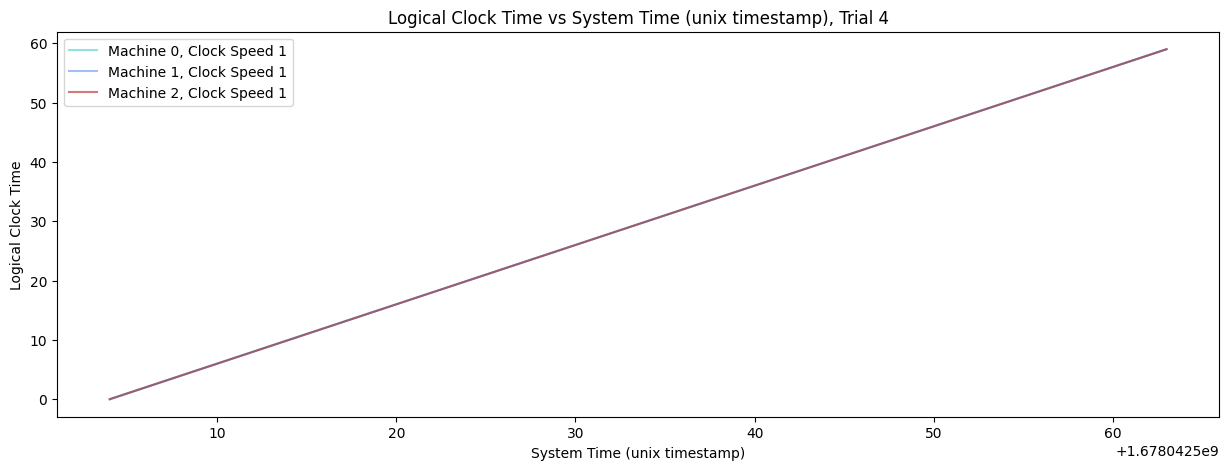 Logical Clock Time vs System Time (unix timestamp), Trial 4
Machine 0, Clock Speed 1
Machine 1, Clock Speed 1
Machine 2, Clock Speed 1
Logical Clock Time
60
50
40
30
20
10
0
10 20 30 40 50 60
System Time (unix timestamp)
+1.6780425e9